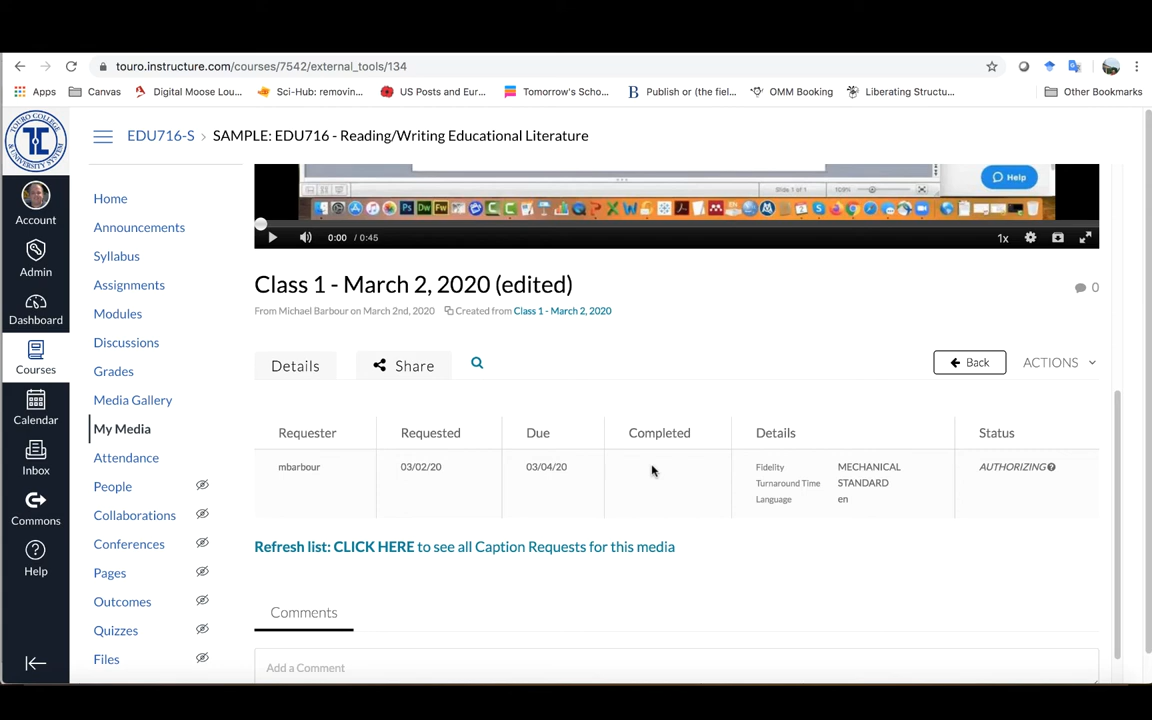 touro.instructure.com/courses/7542/external_tools/134
Apps
Canvas
Digital Moose Lou...
Sci-Hub: removin...
US Posts and Eur...
Tomorrow's Scho...
B Publish or (the fiel...
OMM Booking
Liberating Structu...
Other Bookmarks
EDU716-S > SAMPLE: EDU716 - Reading/Writing Educational Literature
Account
Admin
Dashboard
Courses
Calendar
Inbox
Commons
Help
Home
Announcements
Syllabus
Assignments
Modules
Discussions
Grades
Media Gallery
My Media
Attendance
People
Collaborations
Conferences
Pages
Outcomes
Quizzes
Files
Help
Slide 1 of 1
109%
0:00 / 0:45
1x
Class 1 - March 2, 2020 (edited)
0
From Michael Barbour on March 2nd, 2020 Created from Class 1 - March 2, 2020
Details
Share
Back
ACTIONS
Requester Requested Due Completed Details Status
mbarbour 03/02/20 03/04/20 Fidelity MECHANICAL AUTHORIZING
Turnaround Time STANDARD
Language en
Refresh list: CLICK HERE to see all Caption Requests for this media
Comments
Add a Comment